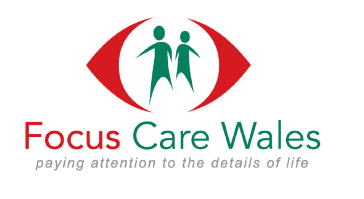 Focus Care Wales
paying attention to the details of life